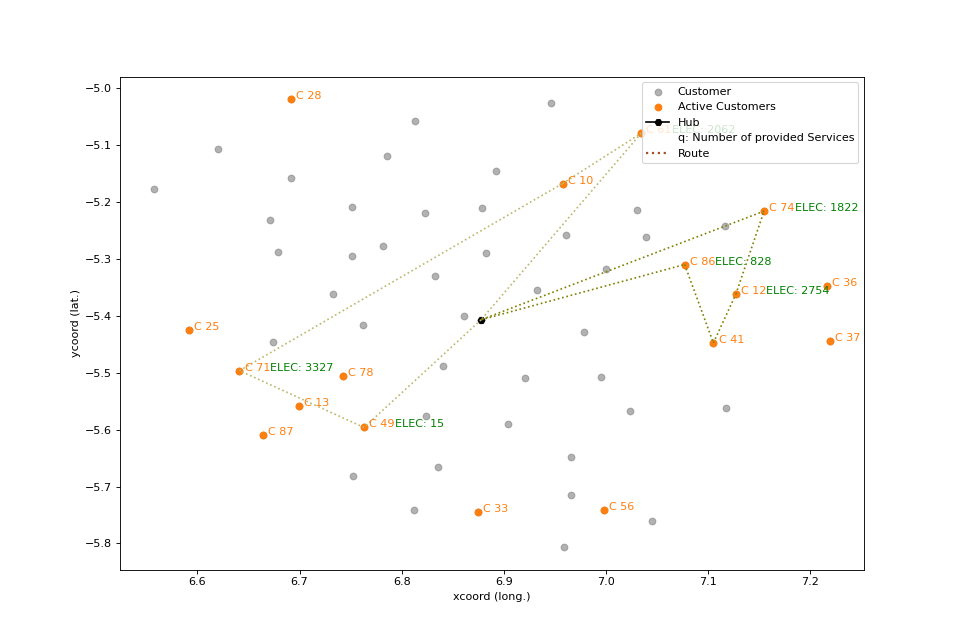 −5.0
−5.1
−5.2
−5.3
−5.4
−5.5
−5.6
−5.7
−5.8
ycoord (lat.)
6.6 6.7 6.8 6.9 7.0 7.1 7.2
xcoord (long.)
Customer
Active Customers
Hub
q: Number of provided Services
Route
C 28
C 61 ELEC: 2062
C 10
C 74 ELEC: 1822
C 86 ELEC: 828
C 12 ELEC: 2754
C 36
C 25
C 41
C 37
C 71 ELEC: 3327
C 78
C 13
C 49 ELEC: 15
C 87
C 33
C 56